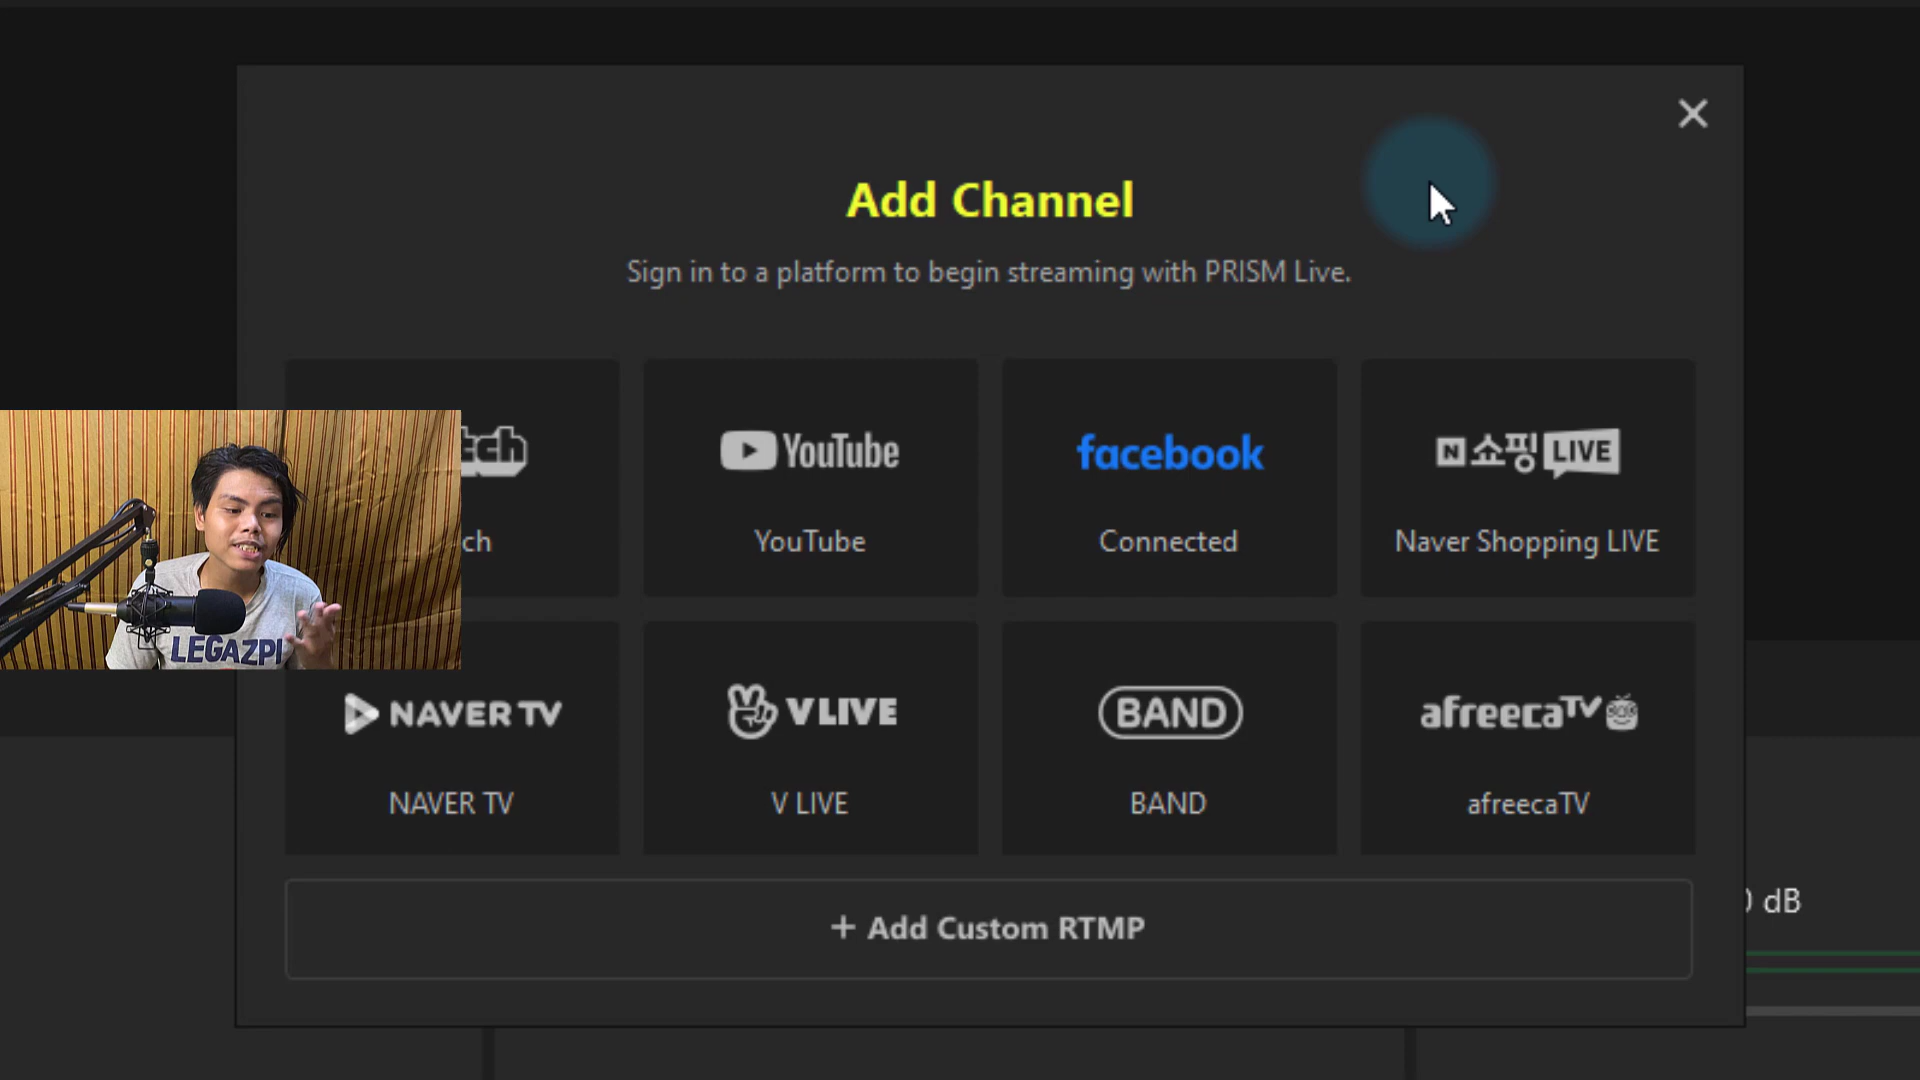 Add Channel
Sign in to a platform to begin streaming with PRISM Live.
tch
YouTube
facebook
N 쇼핑 LIVE
ch
YouTube
Connected
Naver Shopping LIVE
LEGAZPI
NAVER TV
V LIVE
BAND
afreecaTV
NAVER TV
V LIVE
BAND
afreecaTV
+ Add Custom RTMP
dB